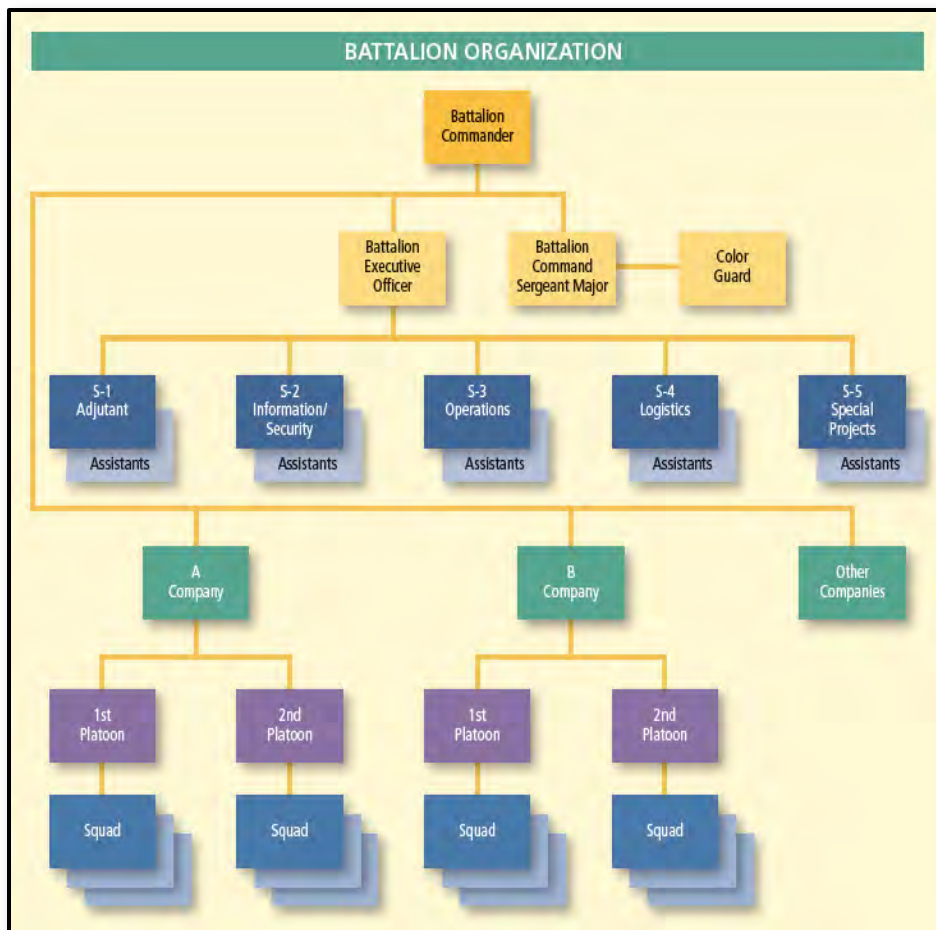 BATTALION ORGANIZATION
Battalion
Commander
Battalion
Executive
Officer
Battalion
Command
Sergeant Major
Color
Guard
S-1
Adjutant
Assistants
S-2
Information/
Security
Assistants
S-3
Operations
Assistants
S-4
Logistics
Assistants
S-5
Special
Projects
Assistants
A
Company
B
Company
Other
Companies
1st
Platoon
2nd
Platoon
1st
Platoon
2nd
Platoon
Squad
Squad
Squad
Squad